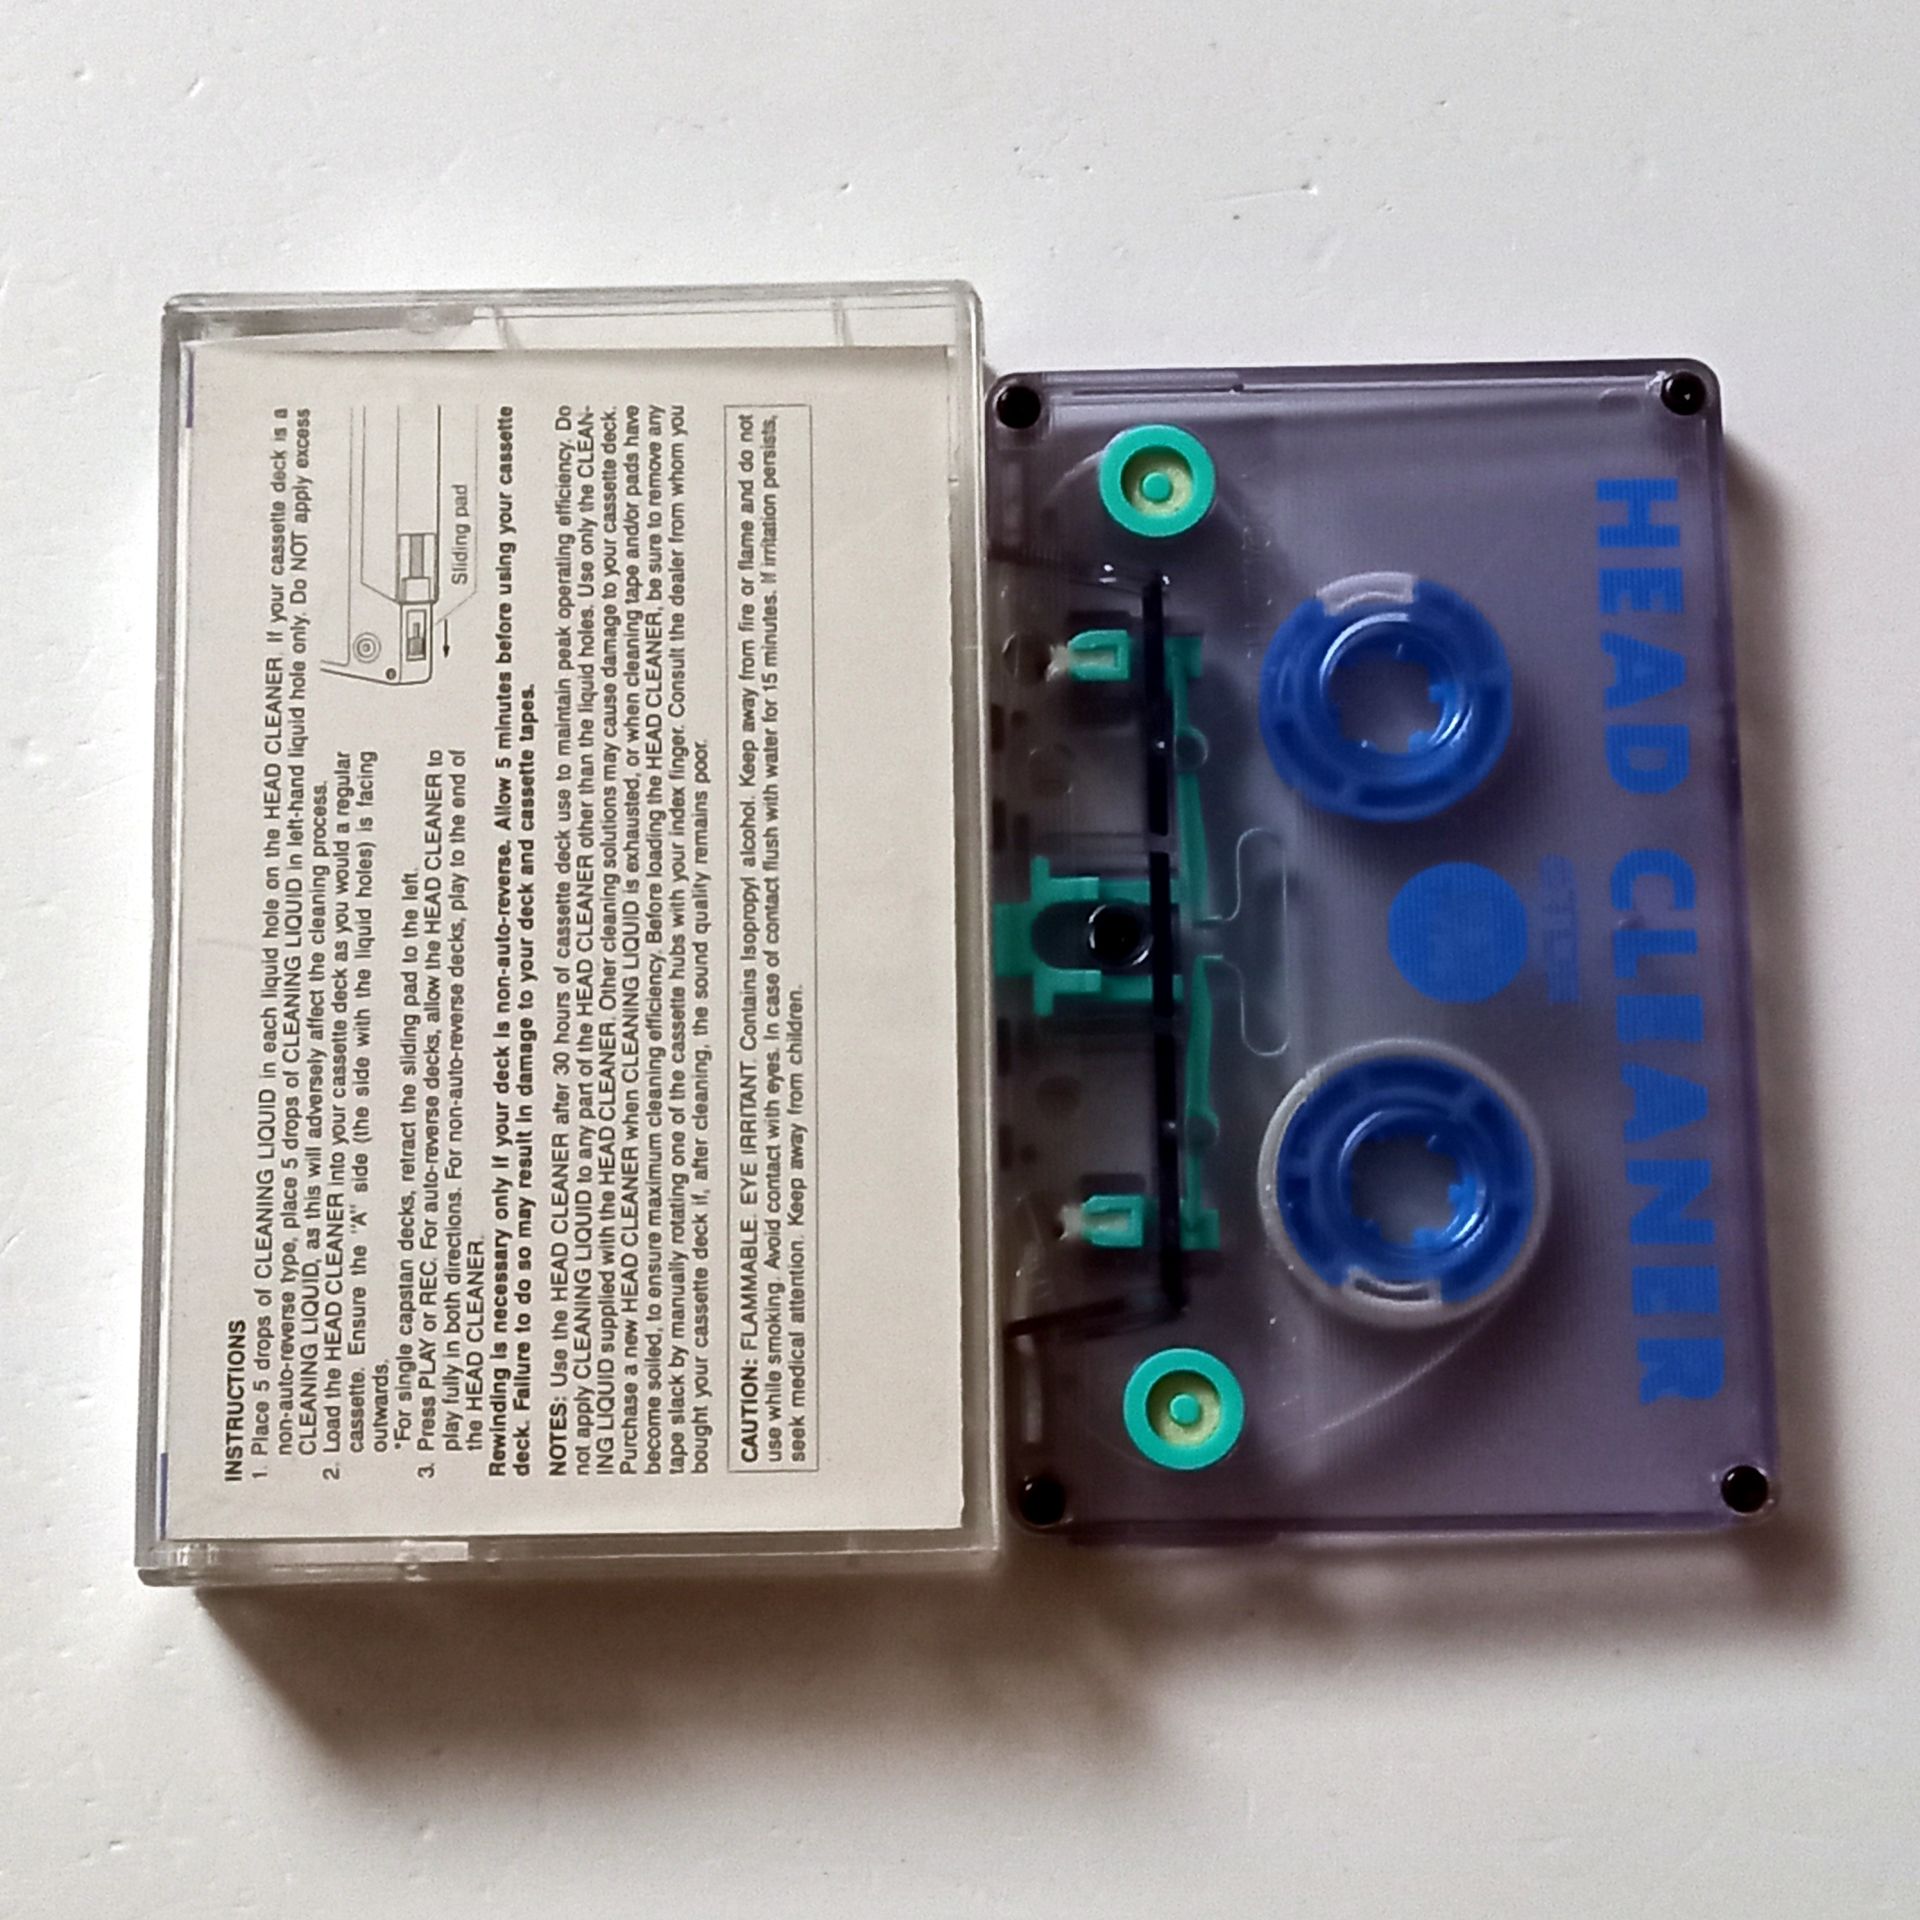 INSTRUCTIONS
1. Place 5 drops of CLEANING LIQUID in each liquid hole on the HEAD CLEANER. If your cassette deck is a
non-auto-reverse type, place 5 drops of CLEANING LIQUID in left-hand liquid hole only. Do NOT apply excess
CLEANING LIQUID, as this will adversely affect the cleaning process.
2. Load the HEAD CLEANER into your cassette deck as you would a regular
cassette. Ensure the "A" side (the side with the liquid holes) is facing
outwards.
*For single capstan decks, retract the sliding pad to the left.
3. Press PLAY or REC. For auto-reverse decks, allow the HEAD CLEANER to
play fully in both directions. For non-auto-reverse decks, play to the end of
the HEAD CLEANER.
Sliding pad
Rewinding is necessary only if your deck is non-auto-reverse. Allow 5 minutes before using your cassette
deck. Failure to do so may result in damage to your deck and cassette tapes.
NOTES: Use the HEAD CLEANER after 30 hours of cassette deck use to maintain peak operating efficiency. Do
not apply CLEANING LIQUID to any part of the HEAD CLEANER other than the liquid holes. Use only the CLEAN-
ING LIQUID supplied with the HEAD CLEANER. Other cleaning solutions may cause damage to your cassette deck.
Purchase a new HEAD CLEANER when CLEANING LIQUID is exhausted, or when cleaning tape and/or pads have
become soiled, to ensure maximum cleaning efficiency. Before loading the HEAD CLEANER, be sure to remove any
tape slack by manually rotating one of the cassette hubs with your index finger. Consult the dealer from whom you
bought your cassette deck if, after cleaning, the sound quality remains poor.
CAUTION: FLAMMABLE. EYE IRRITANT. Contains Isopropyl alcohol. Keep away from fire or flame and do not
use while smoking. Avoid contact with eyes. In case of contact flush with water for 15 minutes. If irritation persists,
seek medical attention. Keep away from children.
HEAD CLEANER